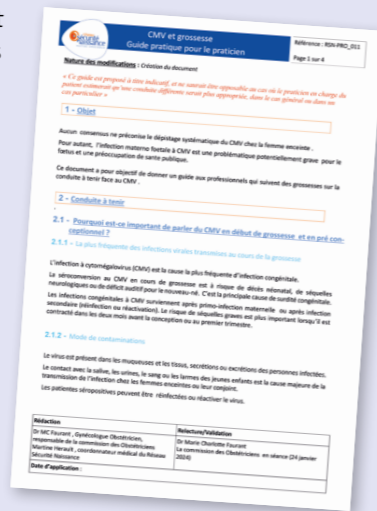 Sécurité
Naissance
CMV et grossesse
Guide pratique pour le praticien
Référence : RSN-PRO_011
Page 1 sur 4
Nature des modifications : Création du document
« Ce guide est proposé à titre indicatif, et ne saurait être opposable au cas où le praticien en charge du
patient estimerait qu'une conduite différente serait plus appropriée, dans le cas général ou dans un
cas particulier »
1 - Objet
Aucun consensus ne préconise le dépistage systématique du CMV chez la femme enceinte .
Pour autant, l'infection materno foetale à CMV est une problématique potentiellement grave pour le
fœtus et une préoccupation de sante publique.
Ce document a pour objectif de donner un guide aux professionnels qui suivent des grossesses sur la
conduite à tenir face au CMV .
2 - Conduite à tenir
2.1 - Pourquoi est-ce important de parler du CMV en début de grossesse et en pré con-
ceptionnel ?
2.1.1 - La plus fréquente des infections virales transmises au cours de la grossesse
L'infection à cytomégalovirus (CMV) est la cause la plus fréquente d'infection congénitale.
La séroconversion au CMV en cours de grossesse est à risque de décès néonatal, de séquelles
neurologiques ou de déficit auditif pour le nouveau-né. C'est la principale cause de surdité congénitale.
Les infections congénitales à CMV surviennent après primo-infection maternelle ou après infection
secondaire (réinfection ou réactivation). Le risque de séquelles graves est plus important lorsqu'il est
contracté dans les deux mois avant la conception ou au premier trimestre.
2.1.2 - Mode de contaminations
Le virus est présent dans les muqueuses et les tissus, secrétions ou excrétions des personnes infectées.
Le contact avec la salive, les urines, le sang ou les larmes des jeunes enfants est la cause majeure de la
transmission de l'infection chez les femmes enceintes ou leur conjoint.
Les patientes séropositives peuvent être réinfectées ou réactiver le virus.
Rédaction
Relecture/Validation
Dr MC Faurant , Gynécologue Obstétricien,
responsable de la commission des Obstétriciens
Martine Herault , coordonnateur médical du Réseau
Sécurité Naissance
Dr Marie Charlotte Faurant
La commission des Obstétriciens en séance (24 janvier
2024)
Date d'application :